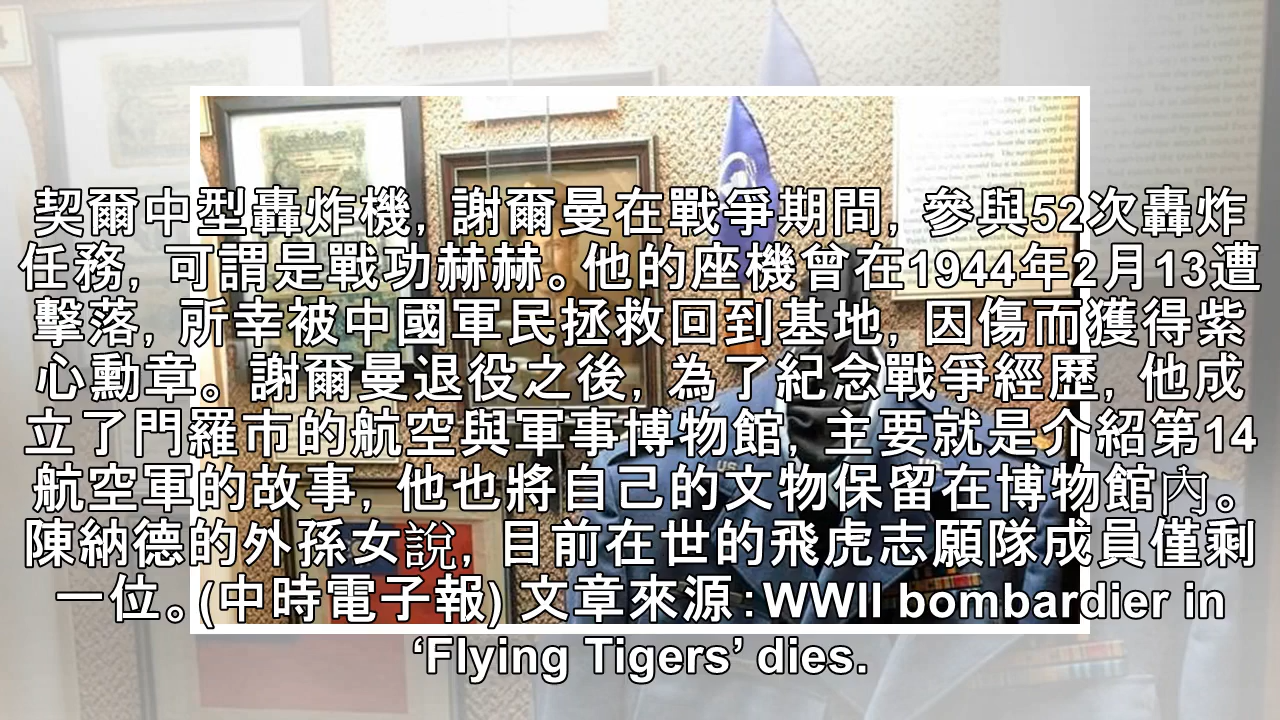 契爾中型轟炸機, 謝爾曼在戰爭期間, 參與52次轟炸
任務, 可謂是戰功赫赫。他的座機曾在1944年2月13遭
擊落, 所幸被中國軍民拯救回到基地, 因傷而獲得紫
心勳章。謝爾曼退役之後, 為了紀念戰爭經歷, 他成
立了門羅市的航空與軍事博物館, 主要就是介紹第14
航空軍的故事, 他也將自己的文物保留在博物館內。
陳納德的外孫女說, 目前在世的飛虎志願隊成員僅剩
一位。(中時電子報) 文章來源:WWII bombardier in
‘Flying Tigers’ dies.